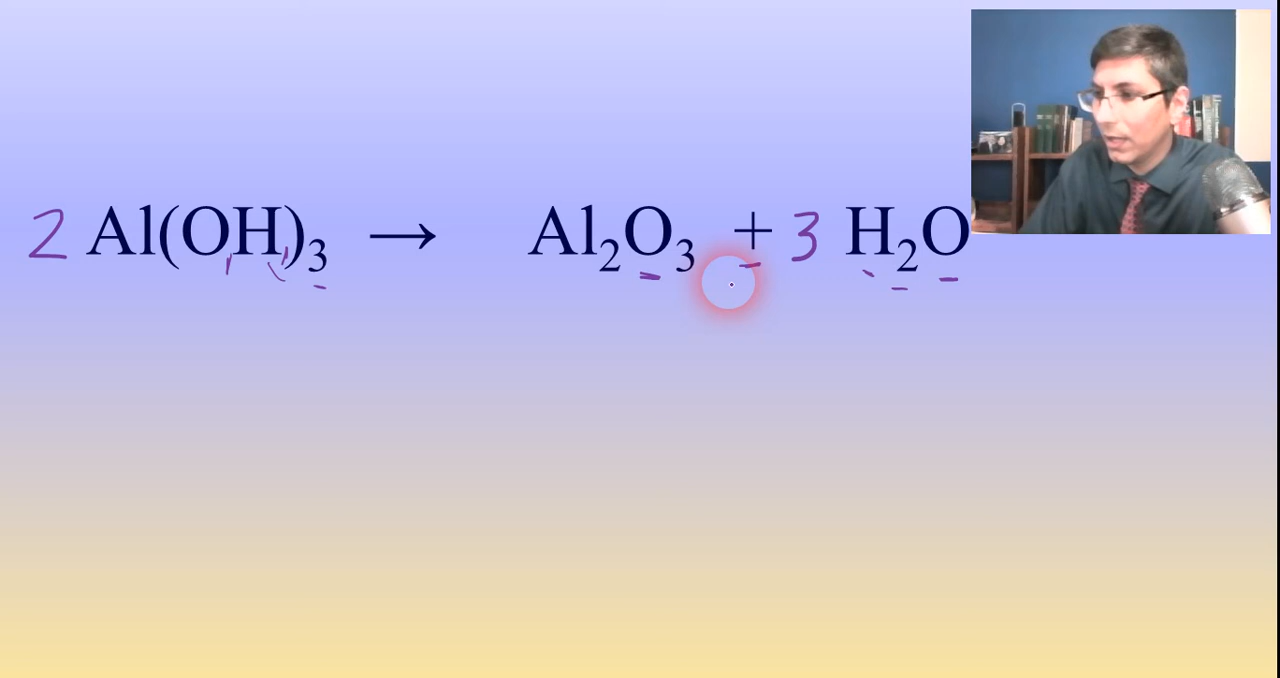 2 Al(OH)₃ → Al₂O₃ + 3 H₂O